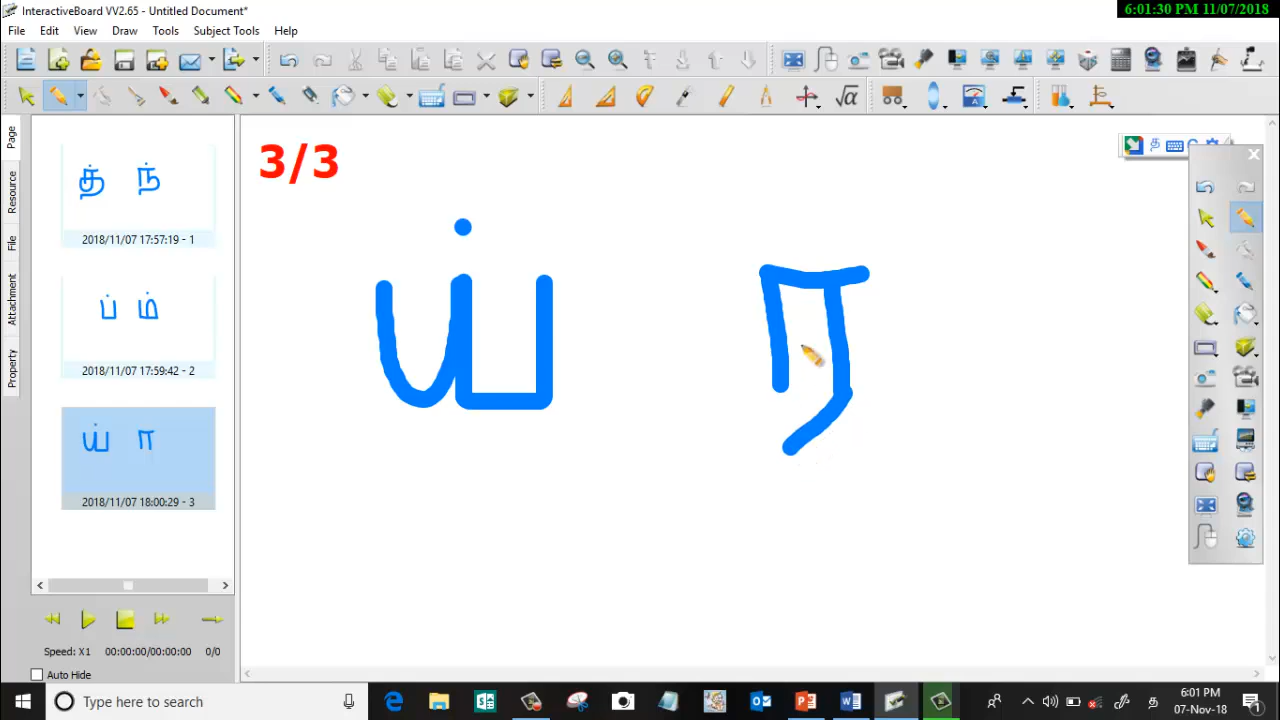 InteractiveBoard VV2.65 - Untitled Document*
6:01:30 PM 11/07/2018
File Edit View Draw Tools Subject Tools Help
Page
Resource
File
Attachment
Property
த் ந்
2018/11/07 17:57:19 - 1
ப் ம்
2018/11/07 17:59:42 - 2
ய் ா
2018/11/07 18:00:29 - 3
3/3
ய் ர
Speed: X1 00:00:00/00:00:00 0/0
Auto Hide
Type here to search
6:01 PM
07-Nov-18